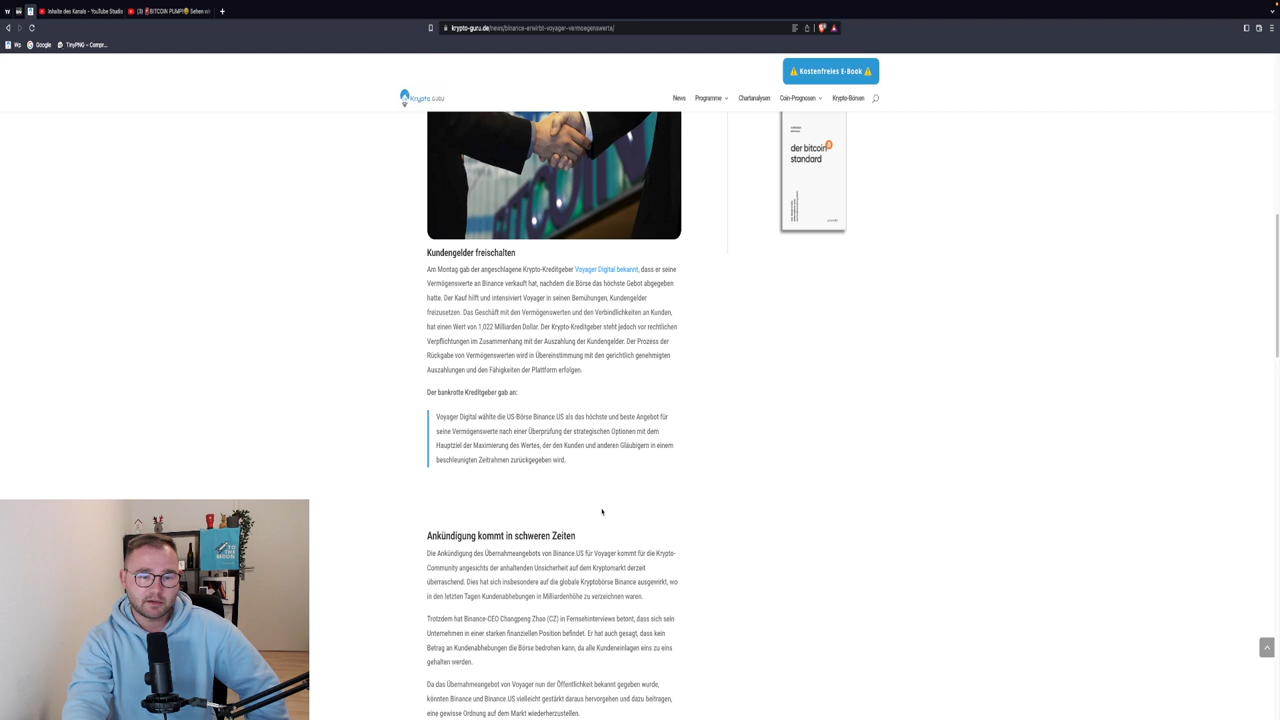 Inhalte des Kanals - YouTube Studio
(3) 🚨BITCOIN PUMP!🤑 Sehen wi
krypto-guru.de/news/binance-erwirbt-voyager-vermoegenswerte/
Wp
Google
TinyPNG – Compr...
⚠️ Kostenfreies E-Book ⚠️
Krypto GURU
News
Programme
Chartanalysen
Coin-Prognosen
Krypto-Börsen
der bitcoin
standard
Kundengelder freischalten
Am Montag gab der angeschlagene Krypto-Kreditgeber Voyager Digital bekannt, dass er seine
Vermögenswerte an Binance verkauft hat, nachdem die Börse das höchste Gebot abgegeben
hatte. Der Kauf hilft und intensiviert Voyager in seinen Bemühungen, Kundengelder
freizusetzen. Das Geschäft mit den Vermögenswerten und den Verbindlichkeiten an Kunden,
hat einen Wert von 1,022 Milliarden Dollar. Der Krypto-Kreditgeber steht jedoch vor rechtlichen
Verpflichtungen im Zusammenhang mit der Auszahlung der Kundengelder. Der Prozess der
Rückgabe von Vermögenswerten wird in Übereinstimmung mit den gerichtlich genehmigten
Auszahlungen und den Fähigkeiten der Plattform erfolgen.
Der bankrotte Kreditgeber gab an:
Voyager Digital wählte die US-Börse Binance.US als das höchste und beste Angebot für
seine Vermögenswerte nach einer Überprüfung der strategischen Optionen mit dem
Hauptziel der Maximierung des Wertes, der den Kunden und anderen Gläubigern in einem
beschleunigten Zeitrahmen zurückgegeben wird.
TO
THE
MOON
Ankündigung kommt in schweren Zeiten
Die Ankündigung des Übernahmeangebots von Binance.US für Voyager kommt für die Krypto-
Community angesichts der anhaltenden Unsicherheit auf dem Kryptomarkt derzeit
überraschend. Dies hat sich insbesondere auf die globale Kryptobörse Binance ausgewirkt, wo
in den letzten Tagen Kundenabhebungen in Milliardenhöhe zu verzeichnen waren.
Trotzdem hat Binance-CEO Changpeng Zhao (CZ) in Fernsehinterviews betont, dass sich sein
Unternehmen in einer starken finanziellen Position befindet. Er hat auch gesagt, dass kein
Betrag an Kundenabhebungen die Börse bedrohen kann, da alle Kundeneinlagen eins zu eins
gehalten werden.
Da das Übernahmeangebot von Voyager nun der Öffentlichkeit bekannt gegeben wurde,
könnten Binance und Binance.US vielleicht gestärkt daraus hervorgehen und dazu beitragen,
eine gewisse Ordnung auf dem Markt wiederherzustellen.